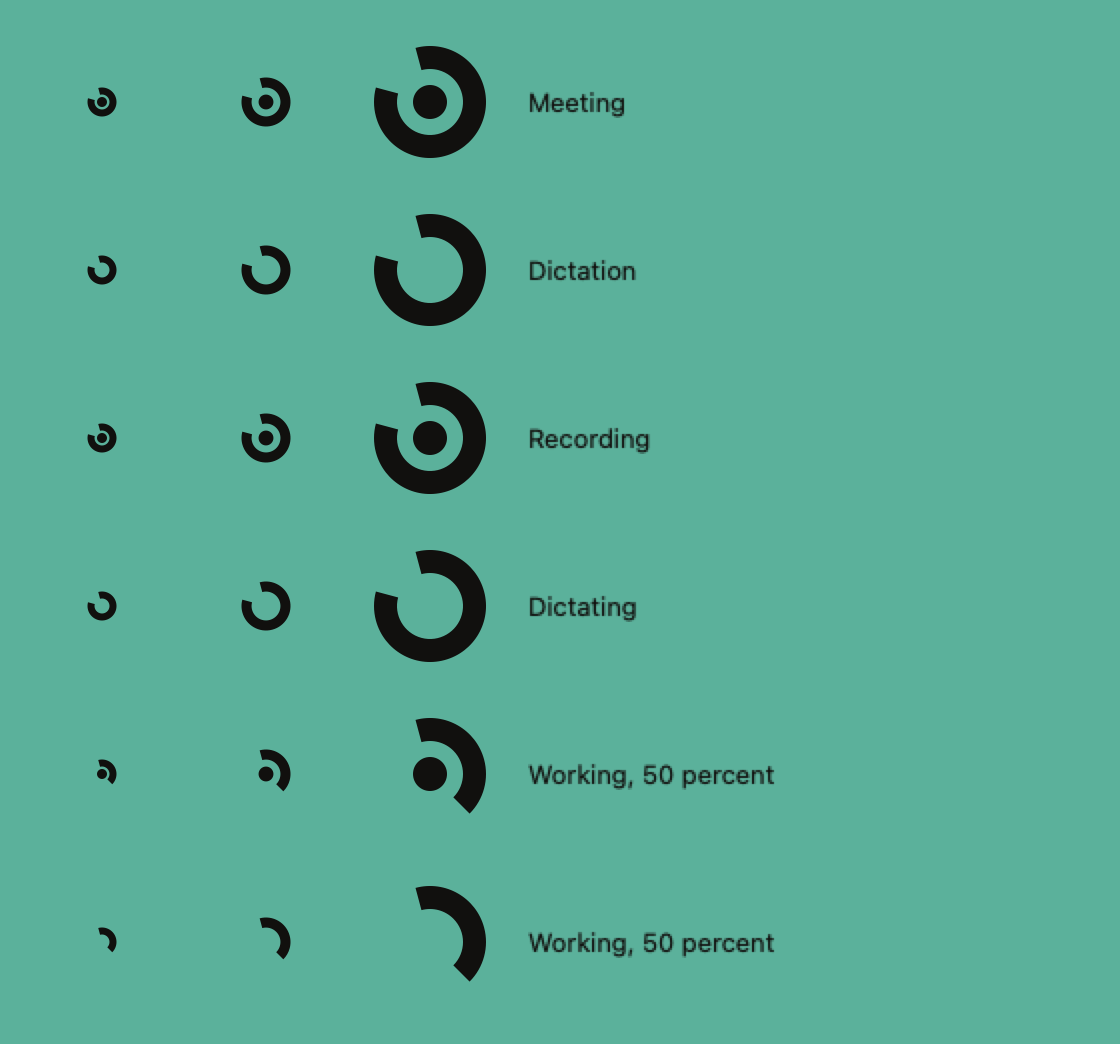 Meeting
Dictation
Recording
Dictating
Working, 50 percent
Working, 50 percent